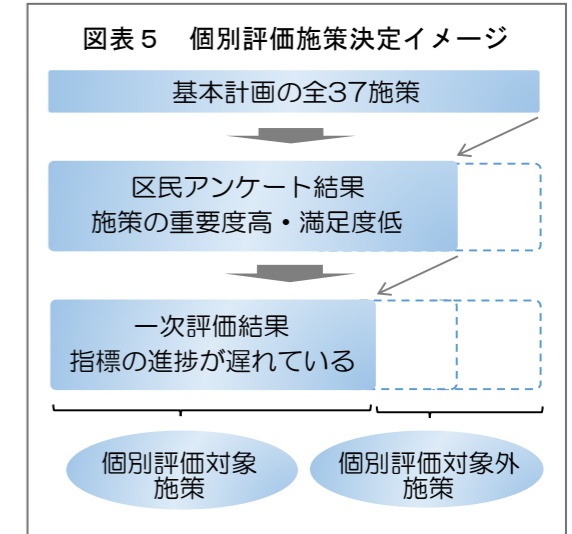 図表５　個別評価施策決定イメージ
基本計画の全37施策
区民アンケート結果
施策の重要度高・満足度低
一次評価結果
指標の進捗が遅れている
個別評価対象
施策
個別評価対象外
施策